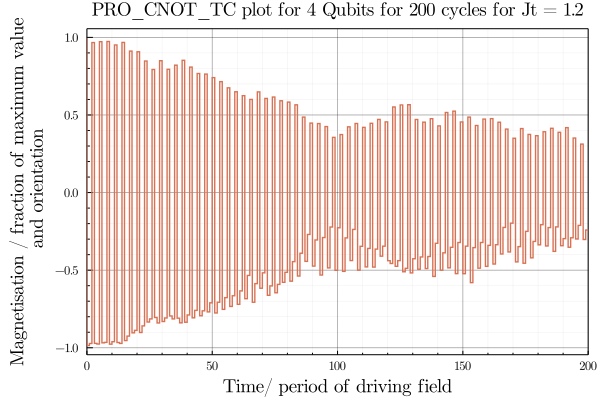 PRO_CNOT_TC plot for 4 Qubits for 200 cycles for Jt = 1.2
Magnetisation / fraction of maximum value
and orientation
1.0
0.5
0.0
−0.5
−1.0
0
50
100
150
200
Time/ period of driving field